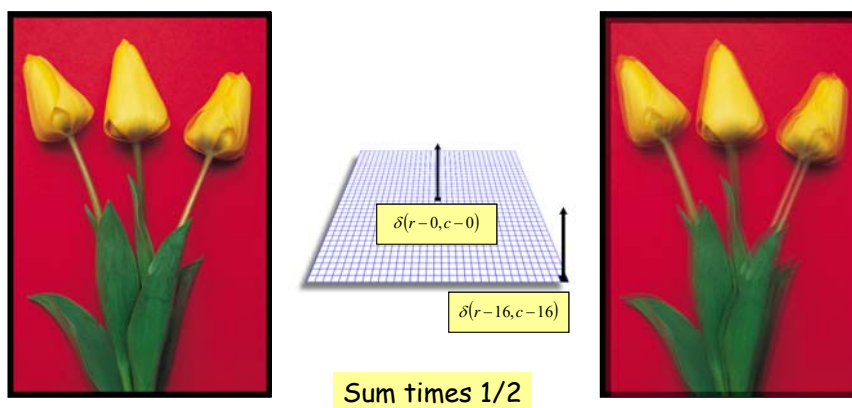 δ(r−0,c−0)
δ(r−16,c−16)
Sum times 1/2